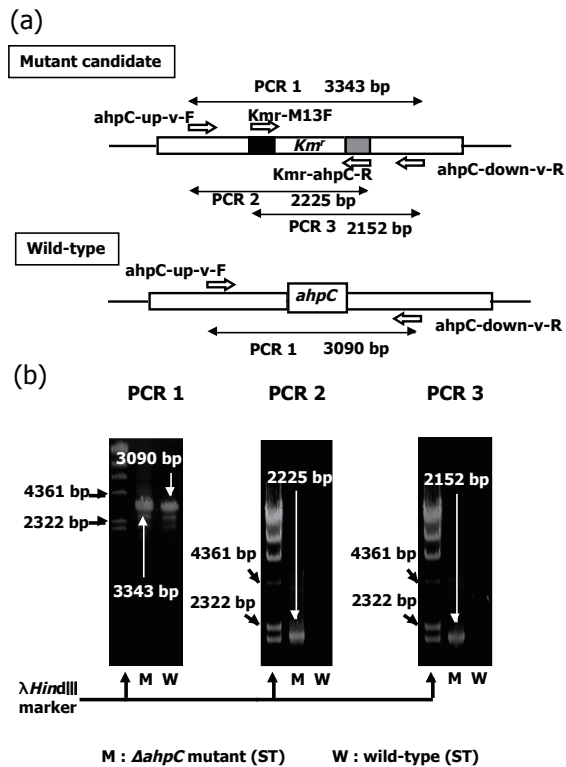 (a)
Mutant candidate
PCR 1 3343 bp
ahpC-up-v-F
Kmr-M13F
Kmʳ
Kmr-ahpC-R
ahpC-down-v-R
PCR 2 2225 bp
PCR 3 2152 bp
Wild-type
ahpC-up-v-F
ahpC
ahpC-down-v-R
PCR 1 3090 bp
(b)
PCR 1 PCR 2 PCR 3
3090 bp
4361 bp
2322 bp
3343 bp
2225 bp
4361 bp
2322 bp
2152 bp
4361 bp
2322 bp
M W M W M W
λHindIII
marker
M : ΔahpC mutant (ST) W : wild-type (ST)